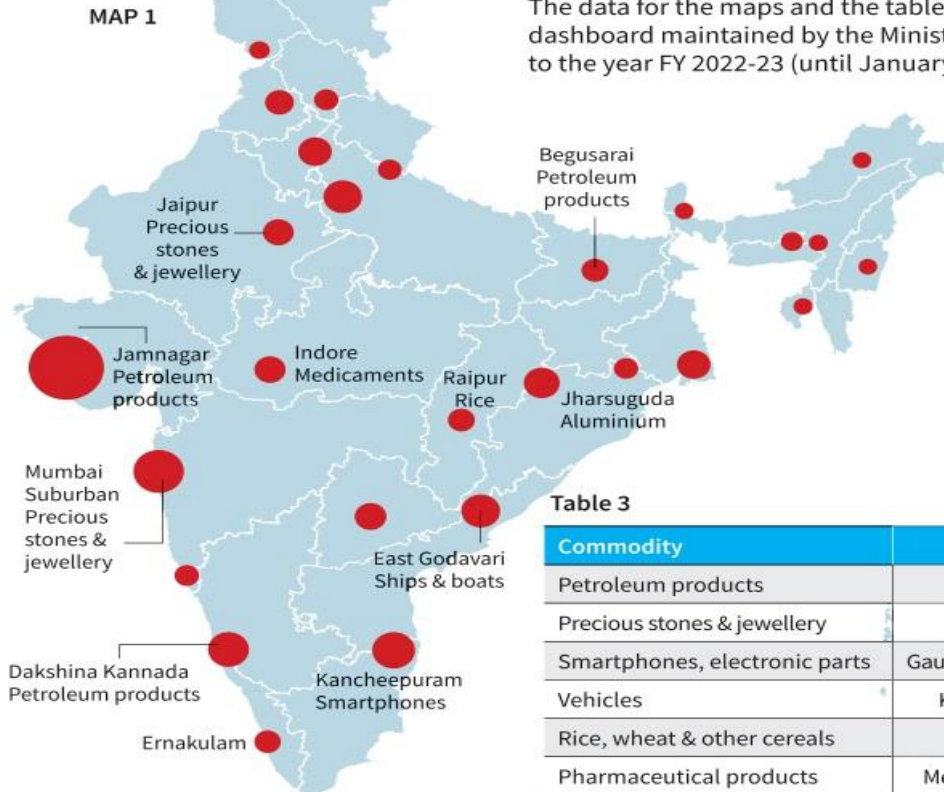 MAP 1
The data for the maps and the table
dashboard maintained by the Minist
to the year FY 2022-23 (until January
Begusarai
Petroleum
products
Jaipur
Precious
stones
& jewellery
Jamnagar
Petroleum
products
Indore
Medicaments
Raipur
Rice
Jharsuguda
Aluminium
Mumbai
Suburban
Precious
stones &
jewellery
East Godavari
Ships & boats
Dakshina Kannada
Petroleum products
Kancheepuram
Smartphones
Ernakulam
Table 3
Commodity
Petroleum products
Precious stones & jewellery
Smartphones, electronic parts Gau
Vehicles K
Rice, wheat & other cereals
Pharmaceutical products Me